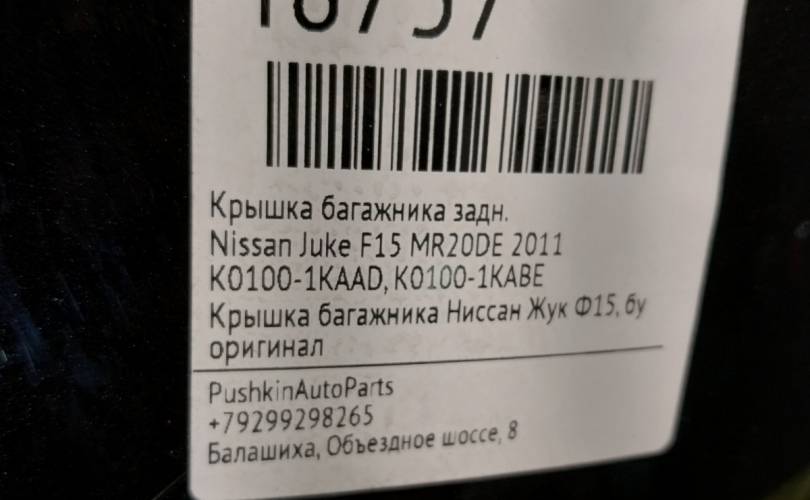 18757
Крышка багажника задн.
Nissan Juke F15 MR20DE 2011
K0100-1KAAD, K0100-1KABE
Крышка багажника Ниссан Жук Ф15, бу
оригинал
PushkinAutoParts
+79299298265
Балашиха, Объездное шоссе, 8